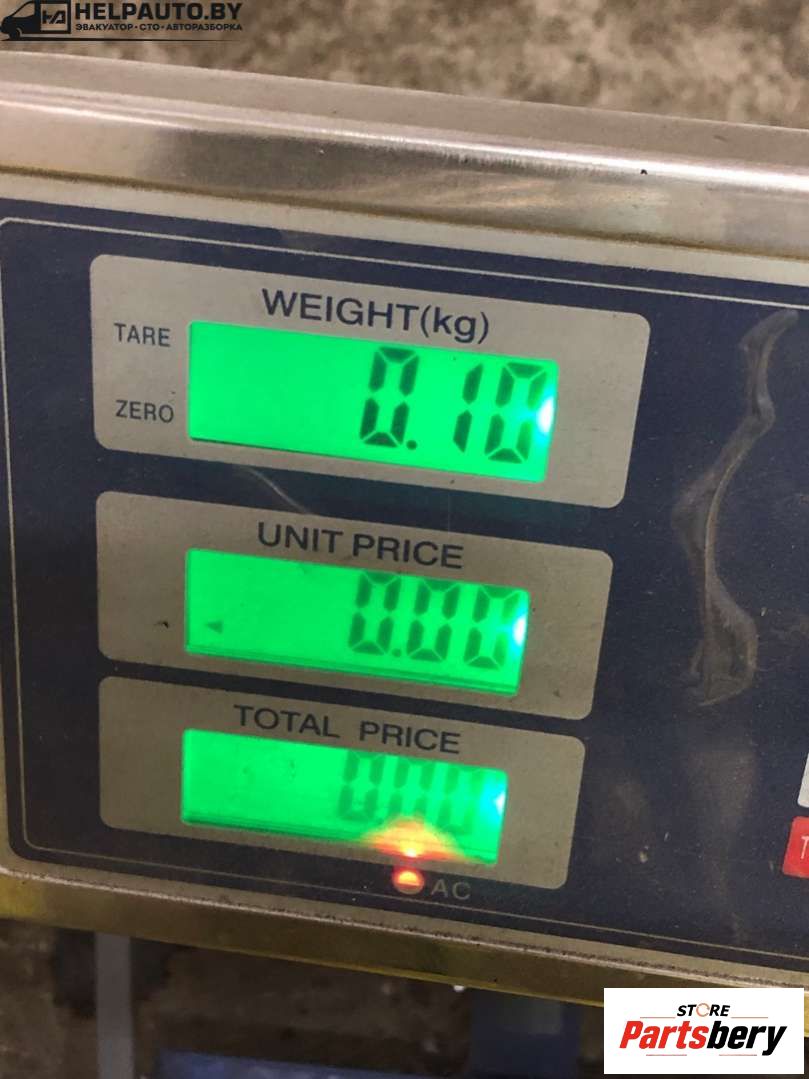 HELPAUTO.BY
ЭВАКУАТОР·СТО·АВТОРАЗБОРКА
WEIGHT(kg)
TARE
0.10
ZERO
UNIT PRICE
0.00
TOTAL PRICE
0.00
AC
T
STORE
Partsbery